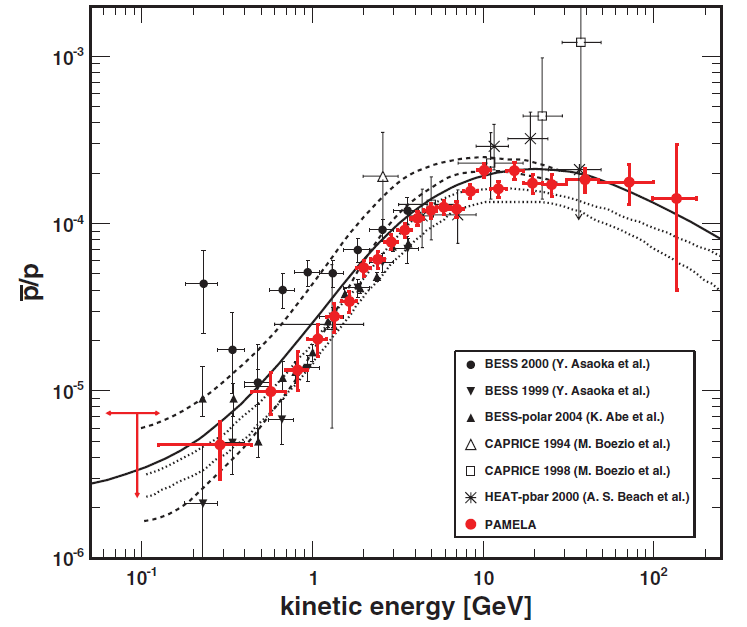 10⁻³
10⁻⁴
10⁻⁵
10⁻⁶
p̅/p
BESS 2000 (Y. Asaoka et al.)
BESS 1999 (Y. Asaoka et al.)
BESS-polar 2004 (K. Abe et al.)
CAPRICE 1994 (M. Boezio et al.)
CAPRICE 1998 (M. Boezio et al.)
HEAT-pbar 2000 (A. S. Beach et al.)
PAMELA
10⁻¹ 1 10 10²
kinetic energy [GeV]